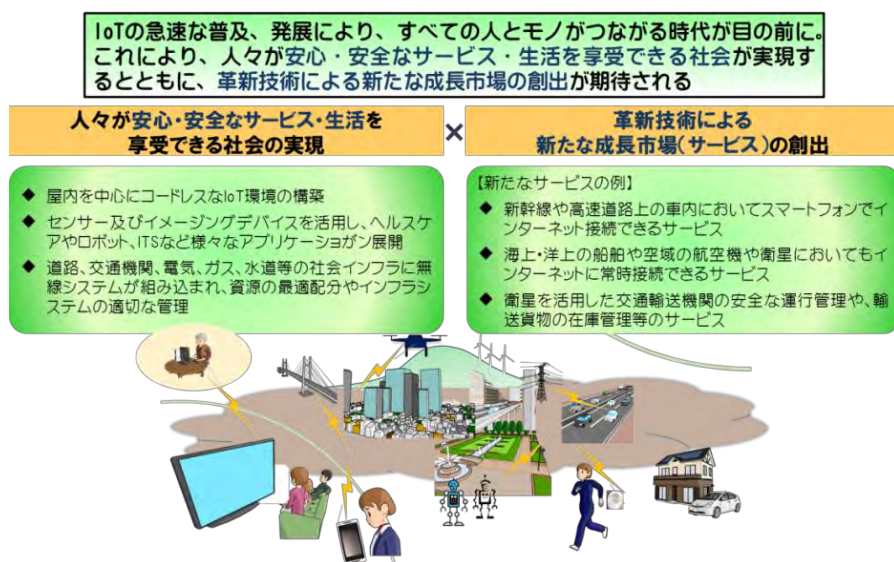 IoTの急速な普及、発展により、すべての人とモノがつながる時代が目の前に。
これにより、人々が安心・安全なサービス・生活を享受できる社会が実現す
るとともに、革新技術による新たな成長市場の創出が期待される
人々が安心・安全なサービス・生活を
享受できる社会の実現
×
革新技術による
新たな成長市場(サービス)の創出
◆ 屋内を中心にコードレスなIoT環境の構築
◆ センサー及びイメージングデバイスを活用し、ヘルスケ
アやロボット、ITSなど様々なアプリケーショがン展開
◆ 道路、交通機関、電気、ガス、水道等の社会インフラに無
線システムが組み込まれ、資源の最適配分やインフラシ
ステムの適切な管理
【新たなサービスの例】
◆ 新幹線や高速道路上の車内においてスマートフォンでイ
ンターネット接続できるサービス
◆ 海上・洋上の船舶や空域の航空機や衛星においてもイ
ンターネットに常時接続できるサービス
◆ 衛星を活用した交通輸送機関の安全な運行管理や、輸
送貨物の在庫管理等のサービス